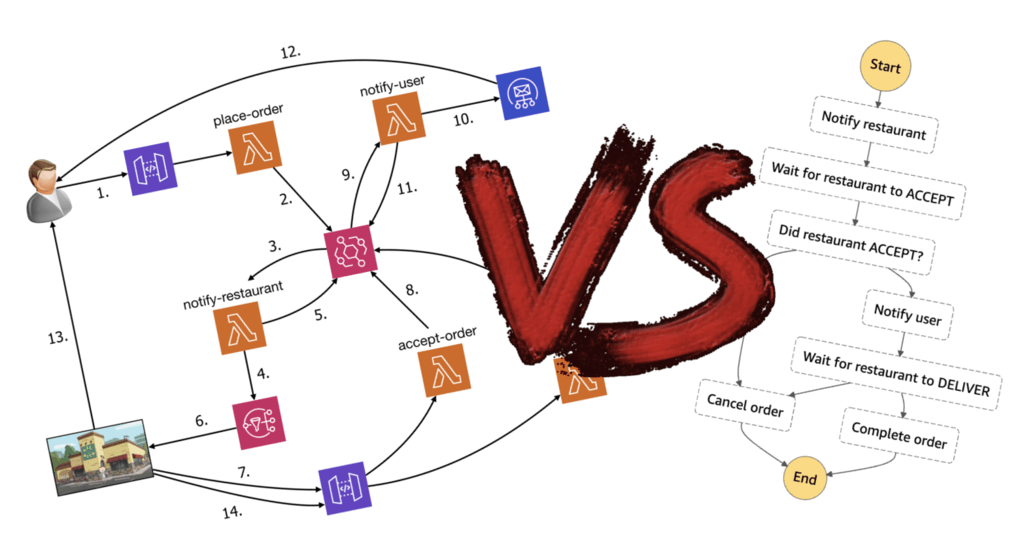 12.
notify-user
place-order
10.
1.
9.
11.
2.
3.
notify-restaurant
5.
8.
accept-order
4.
13.
6.
7.
14.
VS
Start
Notify restaurant
Wait for restaurant to ACCEPT
Did restaurant ACCEPT?
Notify user
Wait for restaurant to DELIVER
Cancel order
Complete order
End